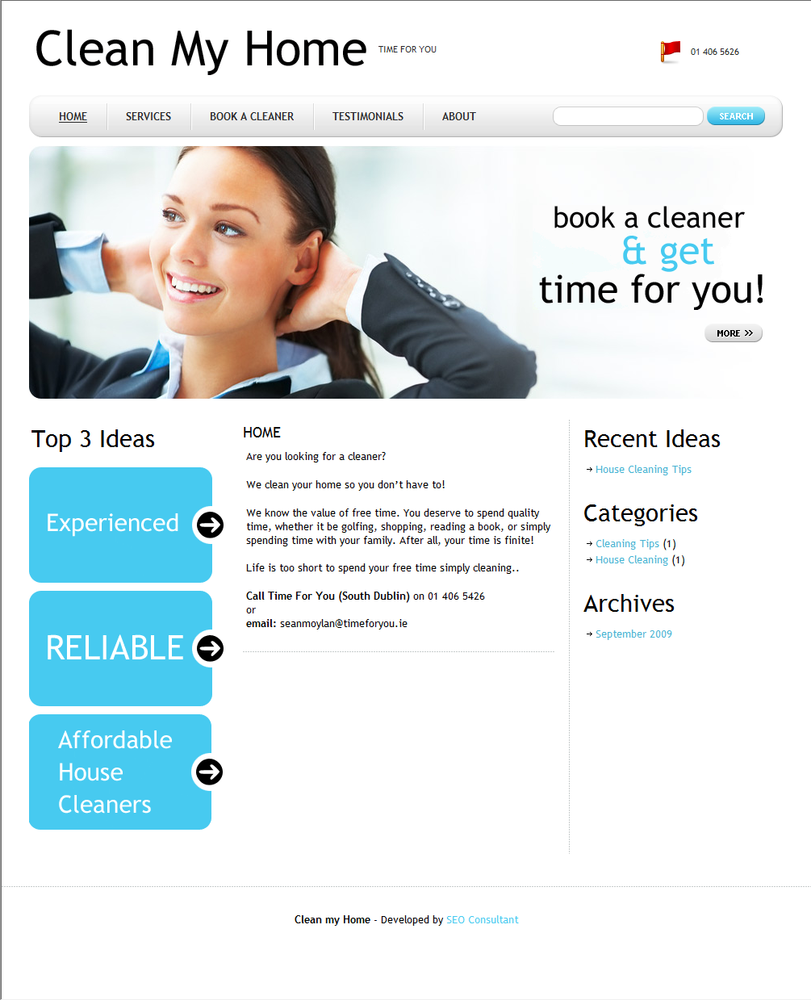 Clean My Home TIME FOR YOU
01 406 5626
HOME SERVICES BOOK A CLEANER TESTIMONIALS ABOUT SEARCH
book a cleaner
& get
time for you!
MORE >>
Top 3 Ideas
Experienced
RELIABLE
Affordable
House
Cleaners
HOME
Are you looking for a cleaner?
We clean your home so you don't have to!
We know the value of free time. You deserve to spend quality
time, whether it be golfing, shopping, reading a book, or simply
spending time with your family. After all, your time is finite!
Life is too short to spend your free time simply cleaning..
Call Time For You (South Dublin) on 01 406 5426
or
email: seanmoylan@timeforyou.ie
Recent Ideas
House Cleaning Tips
Categories
Cleaning Tips (1)
House Cleaning (1)
Archives
September 2009
Clean my Home - Developed by SEO Consultant